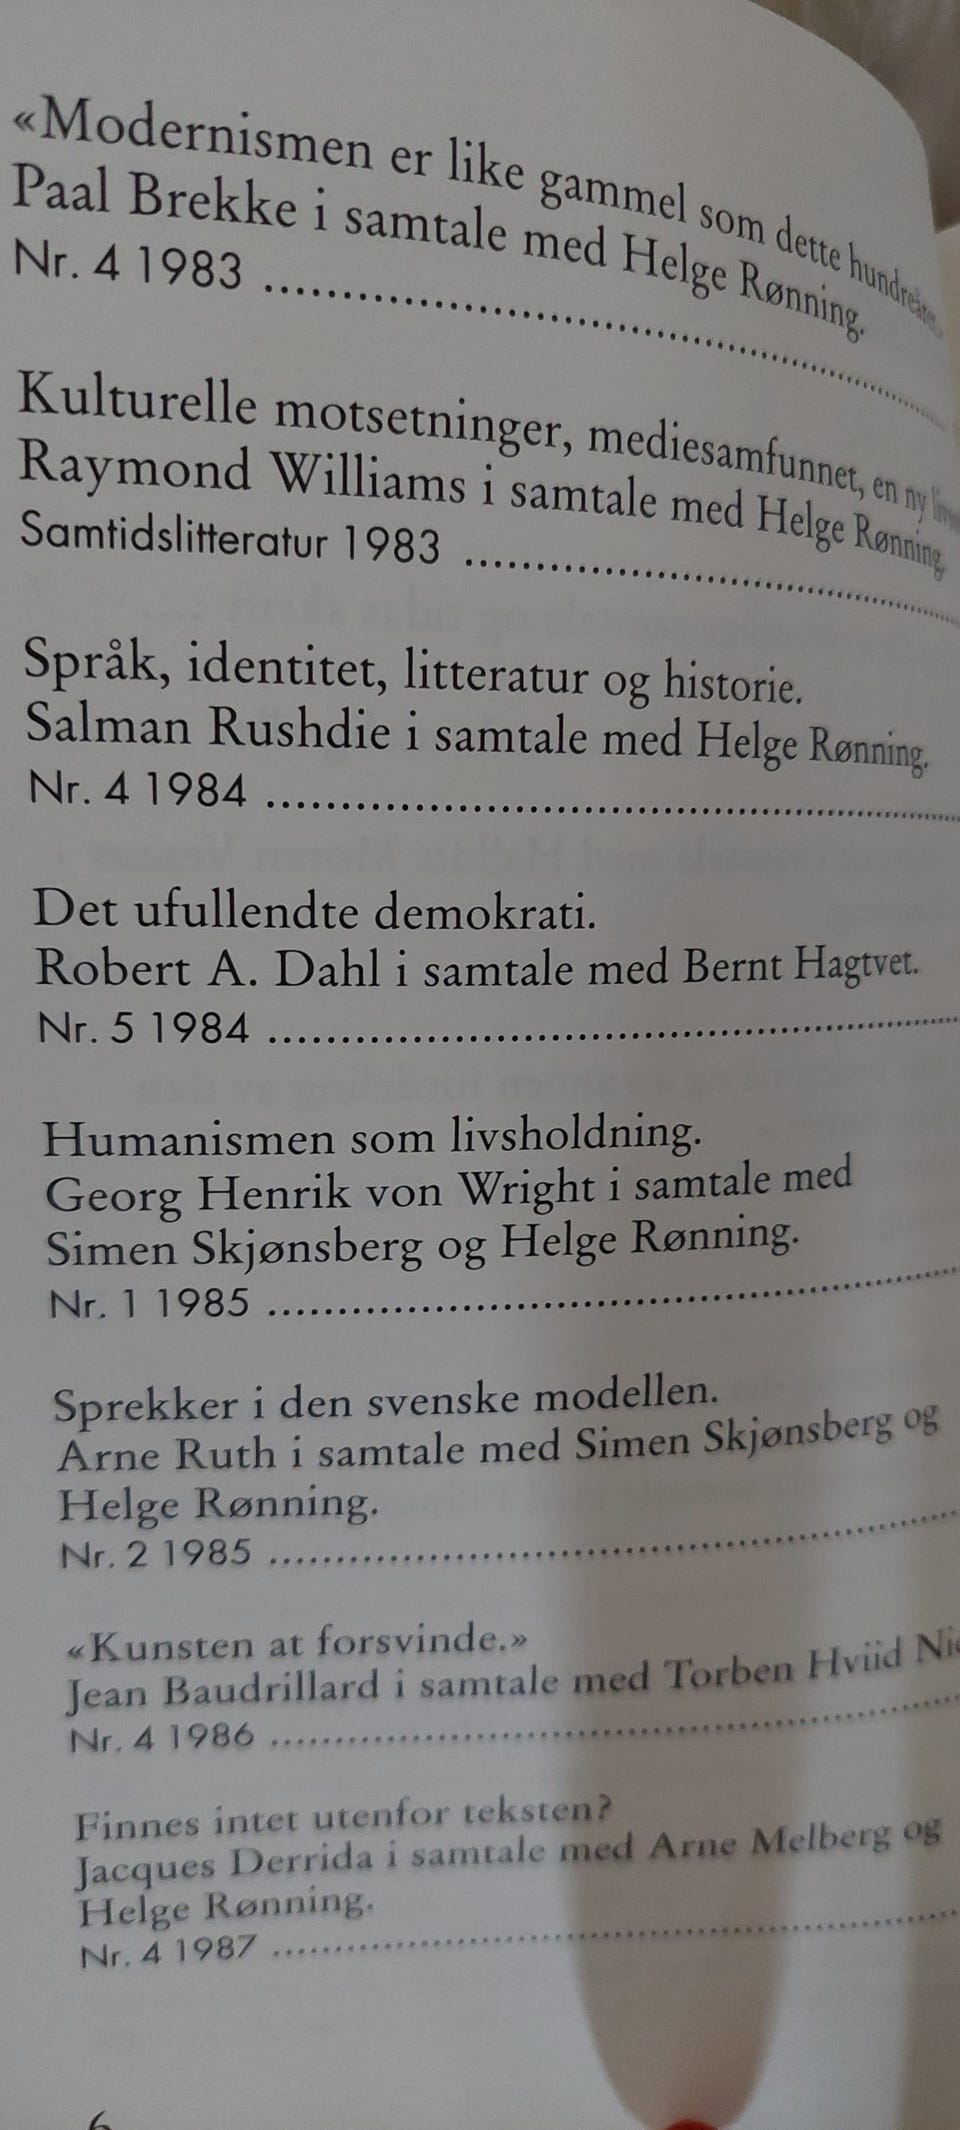 «Modernismen er like gammel som dette hundreåret.
Paal Brekke i samtale med Helge Rønning.
Nr. 4 1983
Kulturelle motsetninger, mediesamfunnet, en ny
Raymond Williams i samtale med Helge Rønning.
Samtidslitteratur 1983
Språk, identitet, litteratur og historie.
Salman Rushdie i samtale med Helge Rønning.
Nr. 4 1984
Det ufullendte demokrati.
Robert A. Dahl i samtale med Bernt Hagtvet.
Nr. 5 1984
Humanismen som livsholdning.
Georg Henrik von Wright i samtale med
Simen Skjønsberg og Helge Rønning.
Nr. 1 1985
Sprekker i den svenske modellen.
Arne Ruth i samtale med Simen Skjønsberg og
Helge Rønning.
Nr. 2 1985
«Kunsten at forsvinde.»
Jean Baudrillard i samtale med Torben Hviid
Nr. 4 1986
Finnes intet utenfor teksten?
Jacques Derrida i samtale med Arne Melberg og
Helge Rønning.
Nr. 4 1987
6